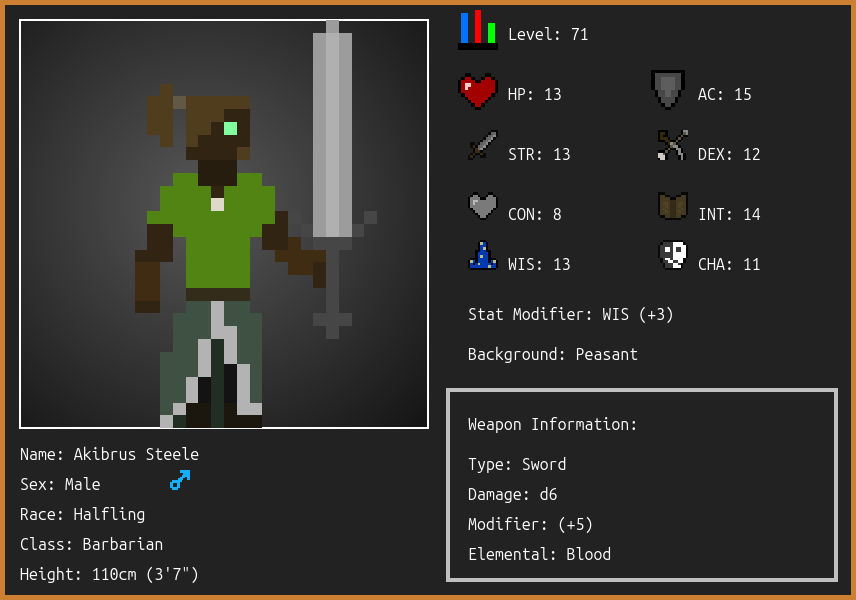 Level: 71
HP: 13
AC: 15
STR: 13
DEX: 12
CON: 8
INT: 14
WIS: 13
CHA: 11
Stat Modifier: WIS (+3)
Background: Peasant
Weapon Information:
Type: Sword
Damage: d6
Modifier: (+5)
Elemental: Blood
Name: Akibrus Steele
Sex: Male
Race: Halfling
Class: Barbarian
Height: 110cm (3'7")